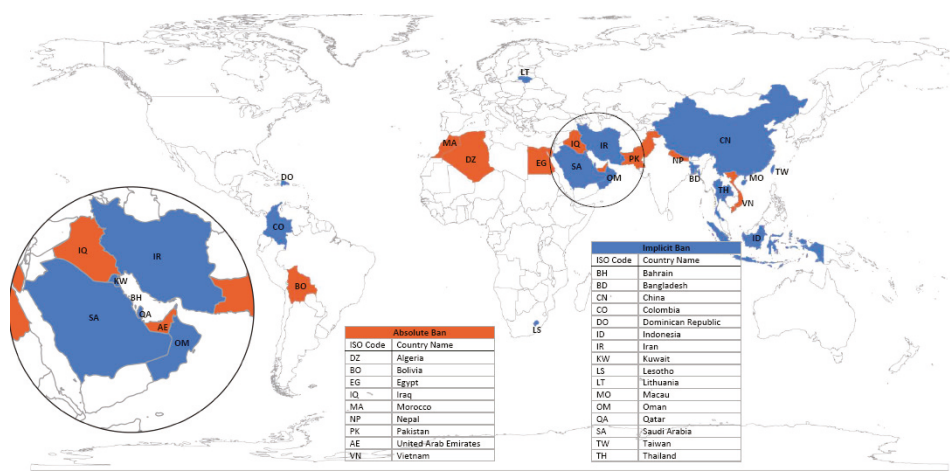 LT
MA
DZ
EG
IQ
IR
SA
OM
PK
NP
CN
BD
TH
MO
TW
VN
ID
DO
CO
BO
LS
IQ
IR
KW
BH
QA
SA
AE
OM
Absolute Ban
ISO Code Country Name
DZ Algeria
BO Bolivia
EG Egypt
IQ Iraq
MA Morocco
NP Nepal
PK Pakistan
AE United Arab Emirates
VN Vietnam
Implicit Ban
ISO Code Country Name
BH Bahrain
BD Bangladesh
CN China
CO Colombia
DO Dominican Republic
ID Indonesia
IR Iran
KW Kuwait
LS Lesotho
LT Lithuania
MO Macau
OM Oman
QA Qatar
SA Saudi Arabia
TW Taiwan
TH Thailand